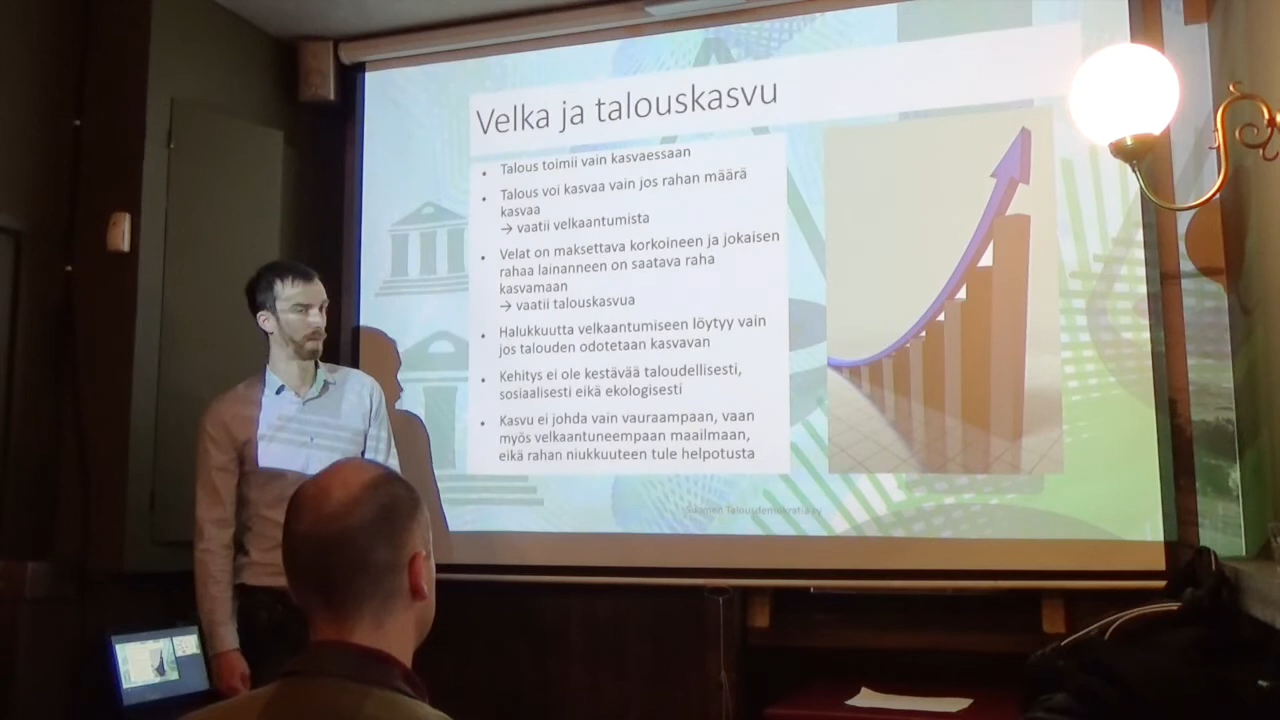 Velka ja talouskasvu
• Talous toimii vain kasvaessaan
• Talous voi kasvaa vain jos rahan määrä
kasvaa
→ vaatii velkaantumista
• Velat on maksettava korkoineen ja jokaisen
rahaa lainanneen on saatava raha
kasvamaan
→ vaatii talouskasvua
• Halukkuutta velkaantumiseen löytyy vain
jos talouden odotetaan kasvavan
• Kehitys ei ole kestävää taloudellisesti,
sosiaalisesti eikä ekologisesti
• Kasvu ei johda vain vauraampaan, vaan
myös velkaantuneempaan maailmaan,
eikä rahan niukkuuteen tule helpotusta
Suomen Talousdemokratia ry